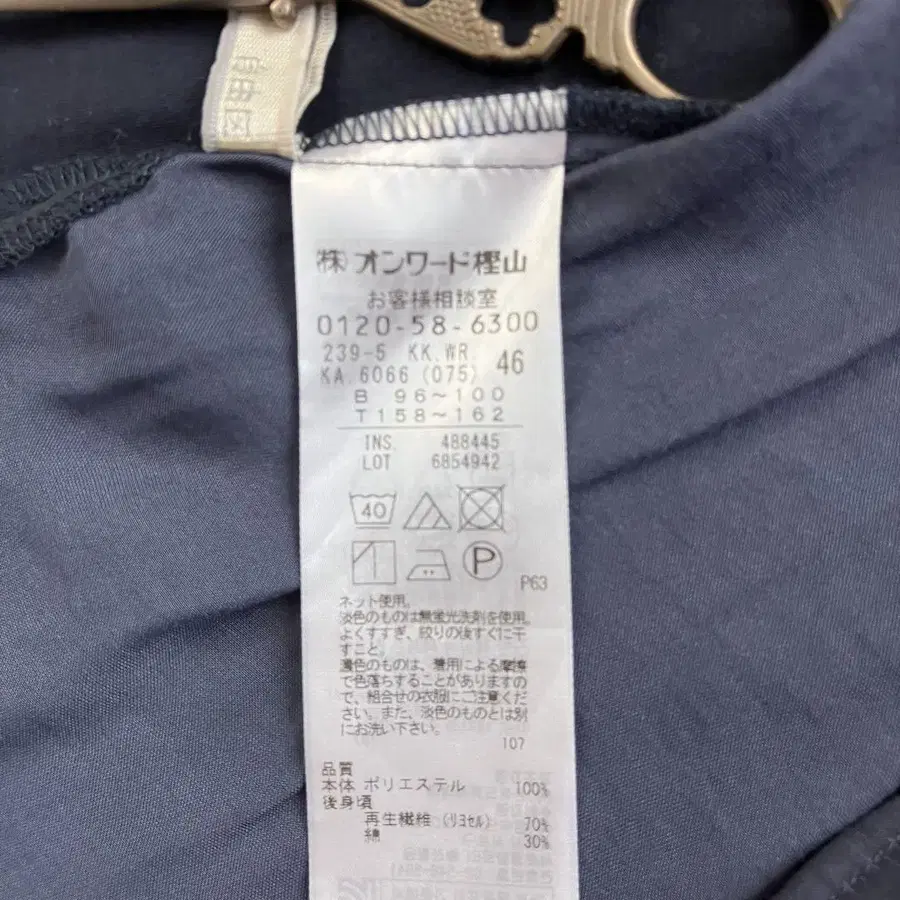 ㈱オンワード樫山
お客様相談室
0120-58-6300
239-5 KK.WR. 46
KA.6066 (075)
B 96～100
T 158～162
INS. 488445
LOT 6854942
40
P
P63
ネット使用。
淡色のものは無蛍光洗剤を使用。
よくすすぎ、絞りの後すぐに干
すこと。
濃色のものは、着用による摩擦
で色落ちすることがありますの
で、組合せの衣服にご注意くだ
さい。また、淡色のものとは別
にお洗い下さい。
107
品質
本体 ポリエステル 100%
後身頃
再生繊維 (リヨセル) 70%
綿 30%